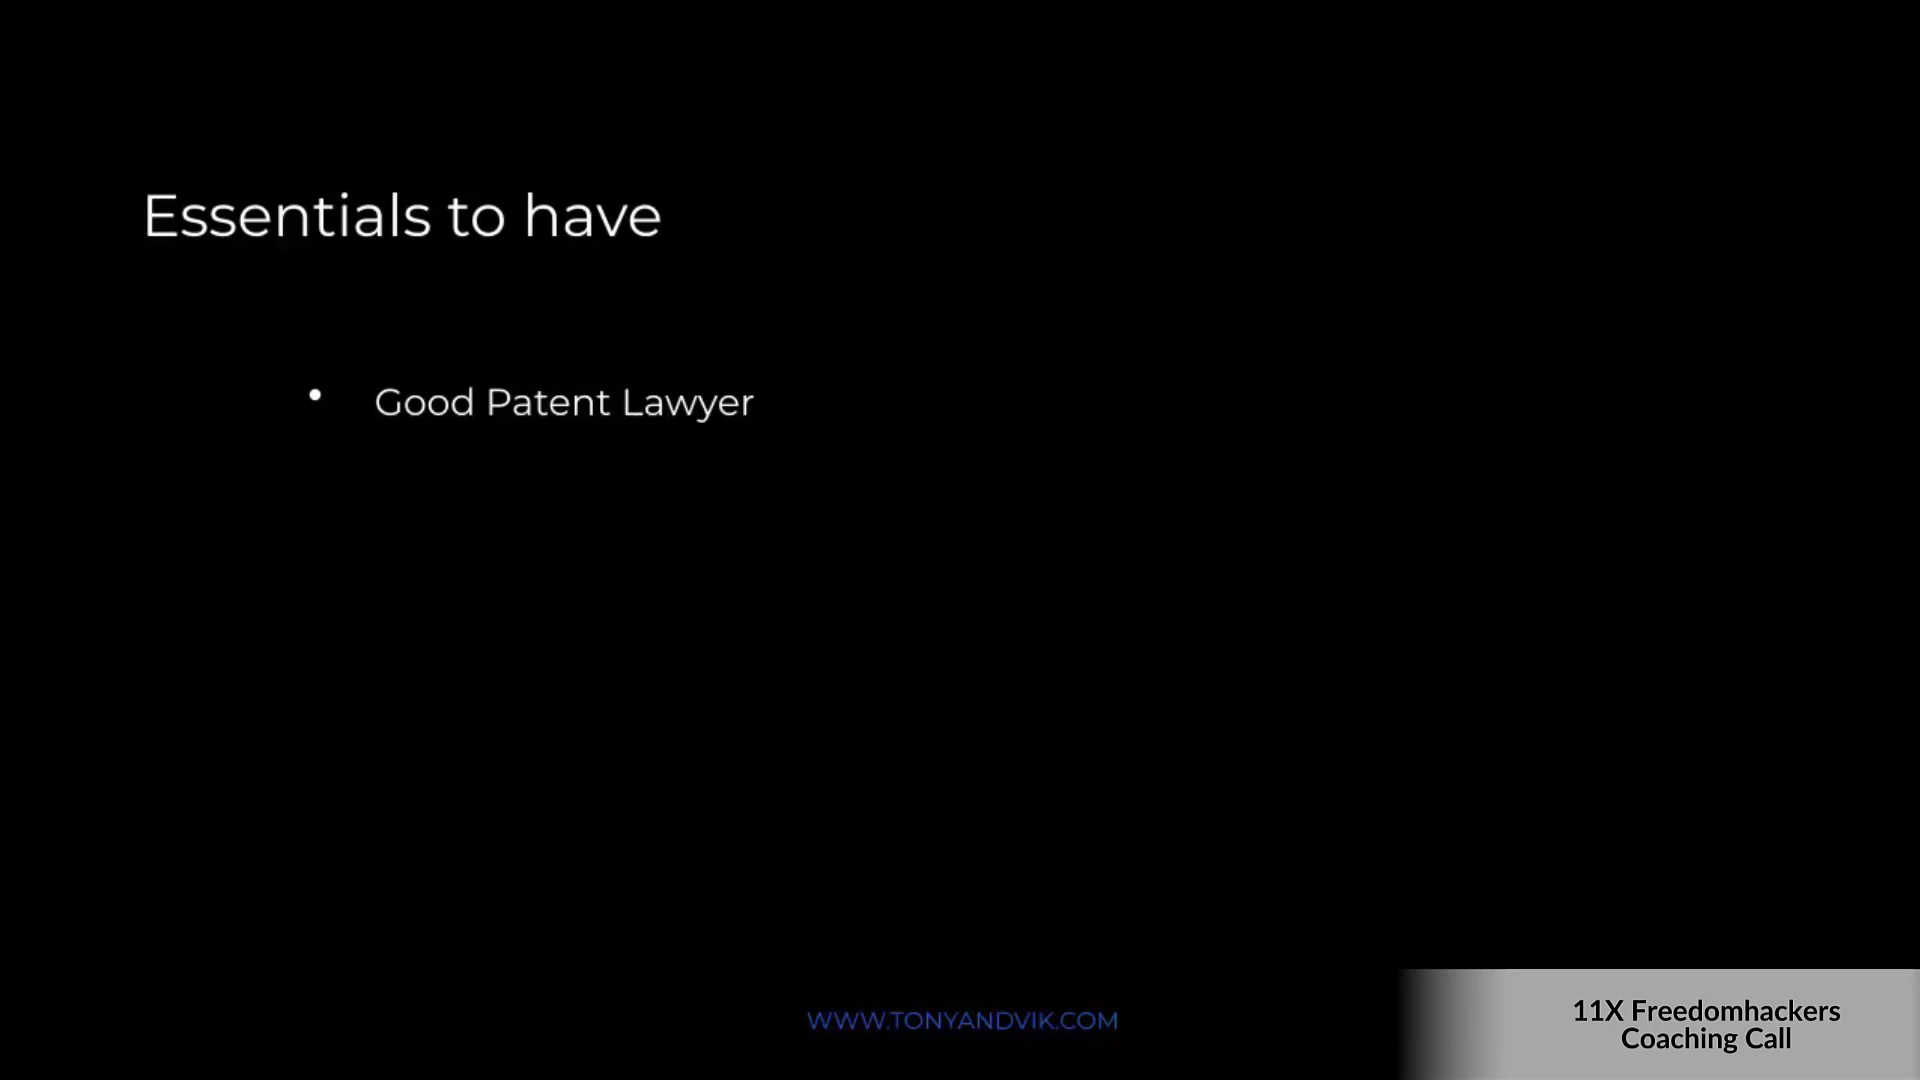 Essentials to have
• Good Patent Lawyer
WWW.TONYANDVIK.COM
11X Freedomhackers
Coaching Call